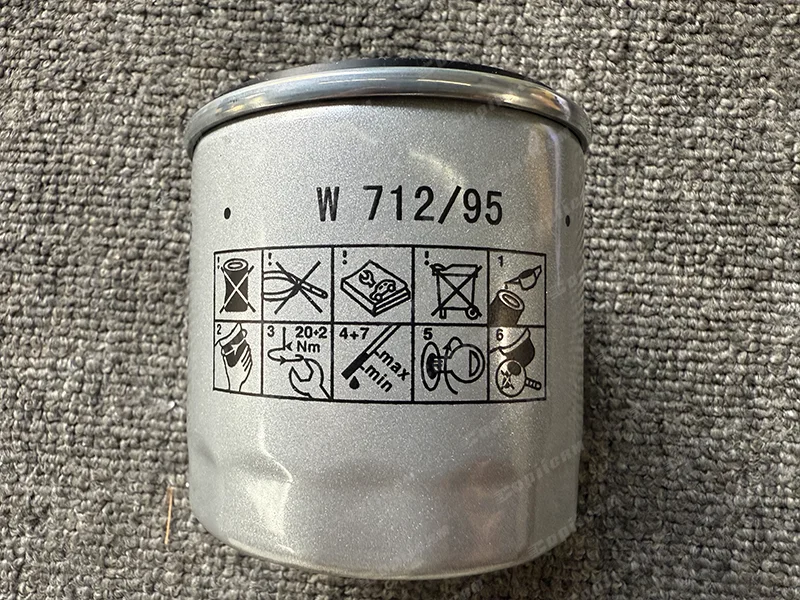 W 712/95
! ! ! ! 1
2 3 20+2 Nm 4+7 max min 5 6